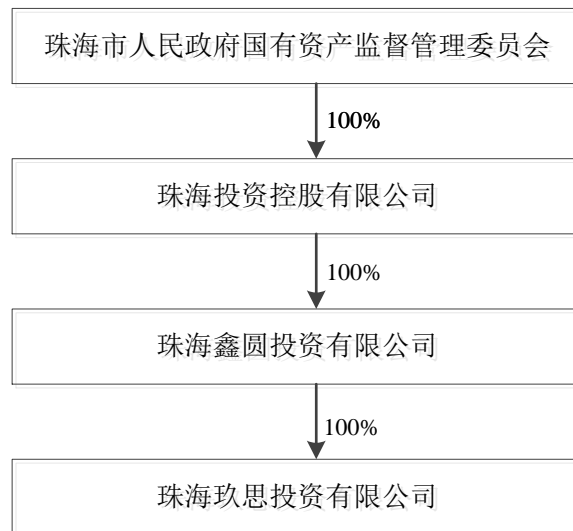 珠海市人民政府国有资产监督管理委员会
100%
珠海投资控股有限公司
100%
珠海鑫圆投资有限公司
100%
珠海玖思投资有限公司